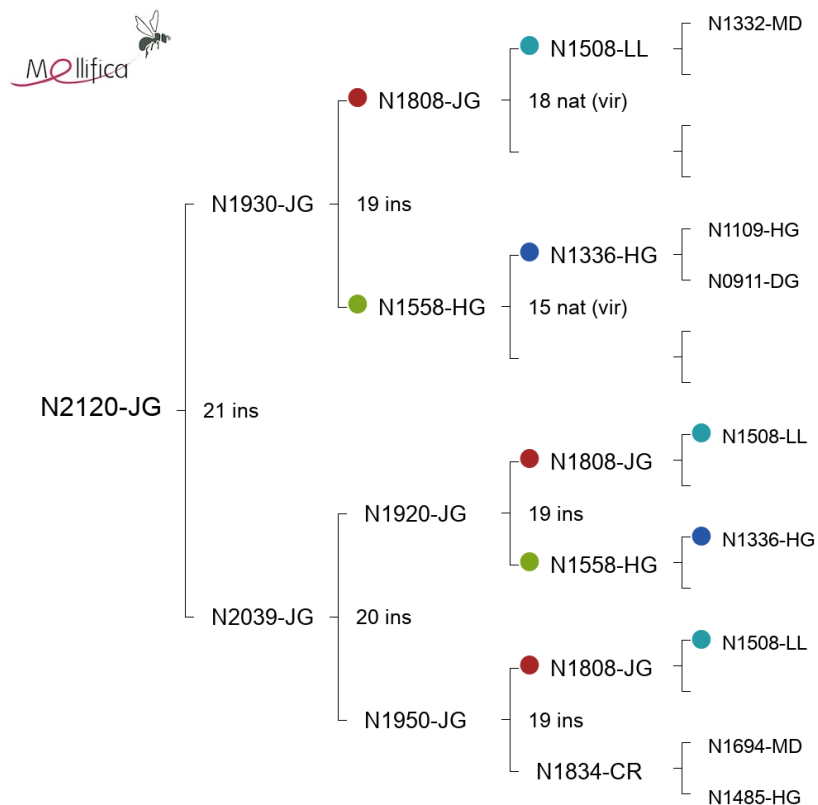 Mellifica
N1332-MD
N1508-LL
N1808-JG
18 nat (vir)
N1930-JG
19 ins
N1109-HG
N1336-HG
N0911-DG
N1558-HG
15 nat (vir)
N2120-JG
21 ins
N1508-LL
N1808-JG
N1920-JG
19 ins
N1336-HG
N1558-HG
N2039-JG
20 ins
N1508-LL
N1808-JG
N1950-JG
19 ins
N1694-MD
N1834-CR
N1485-HG